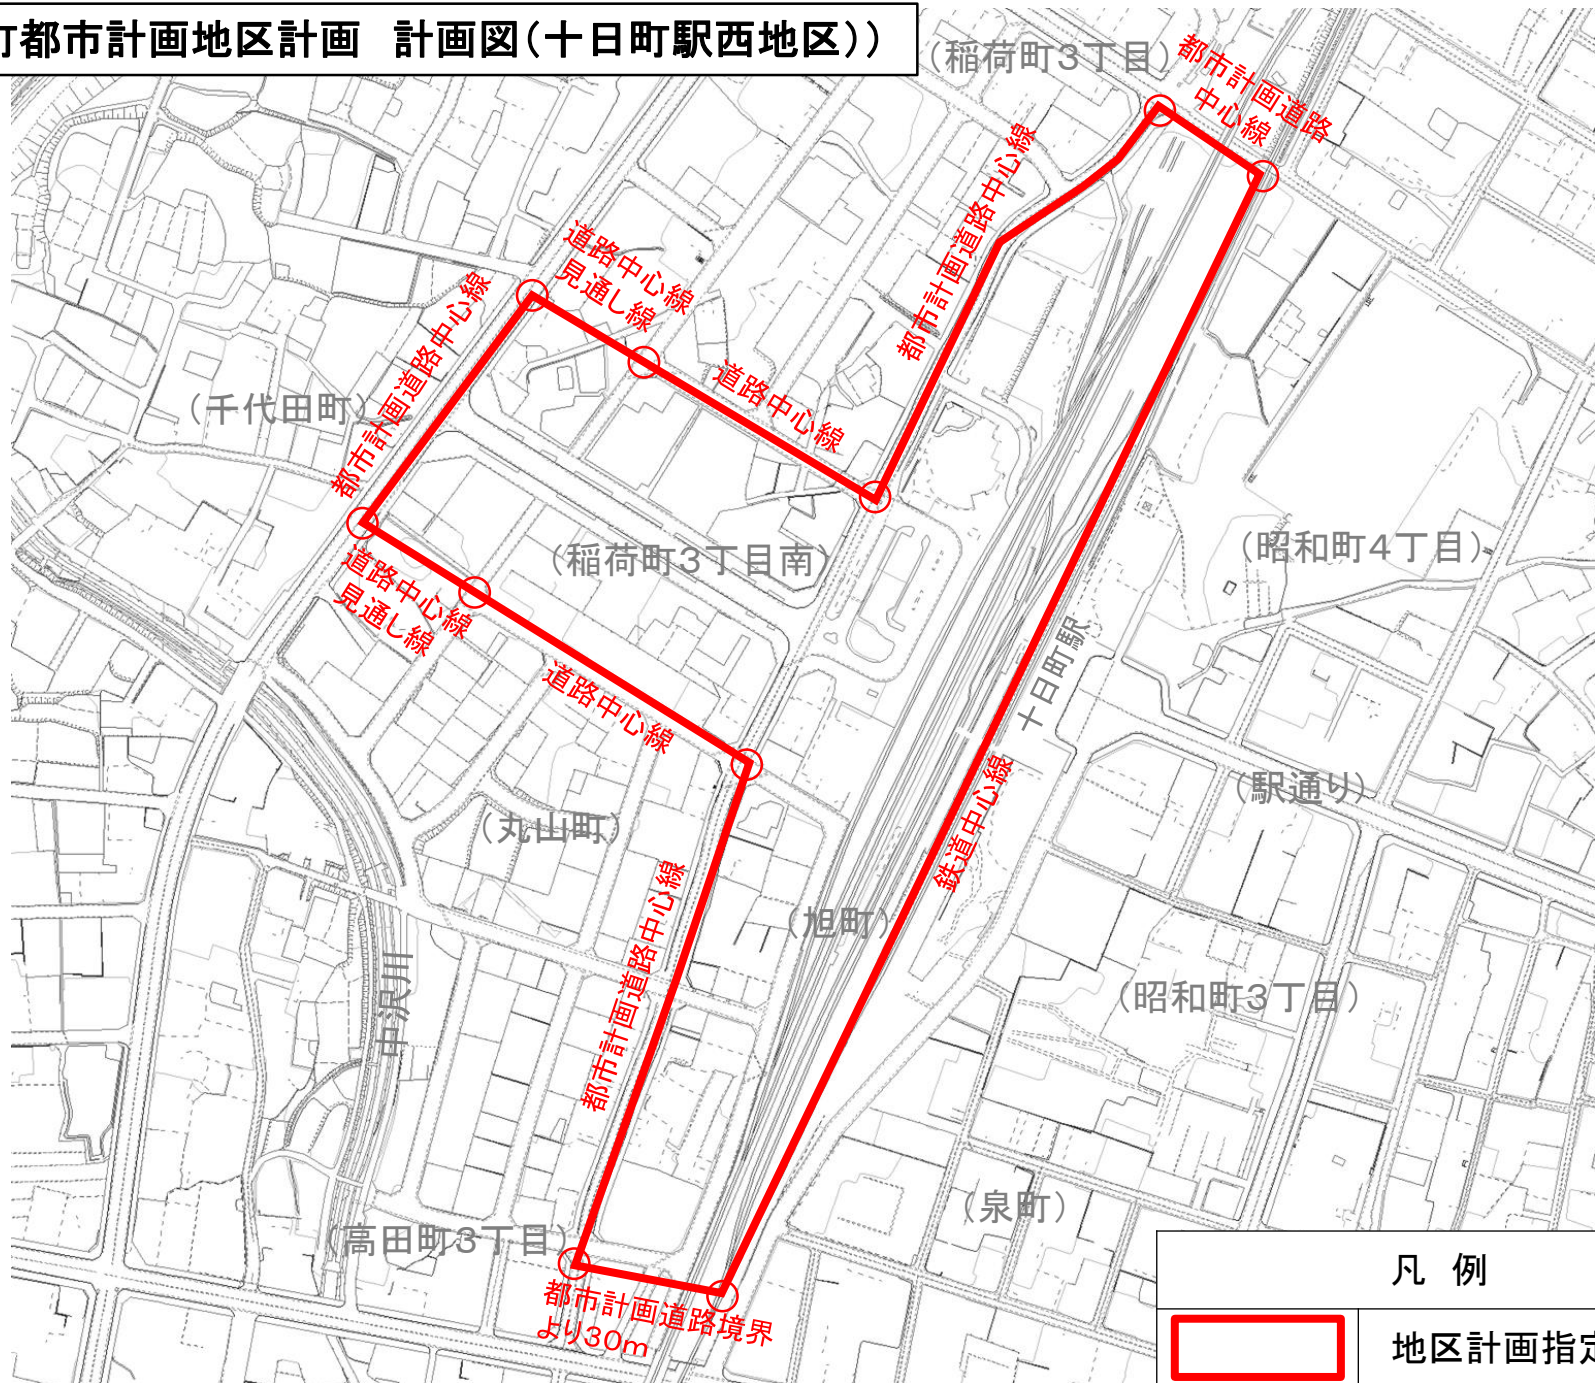 町都市計画地区計画　計画図(十日町駅西地区))
(稲荷町3丁目)
都市計画道路
中心線
都市計画道路中心線
道路中心線
見通し線
都市計画道路中心線
道路中心線
(千代田町)
(稲荷町3丁目南)
(昭和町4丁目)
道路中心線
見通し線
道路中心線
十日町駅
鉄道中心線
(駅通り)
(丸山町)
都市計画道路中心線
(旭町)
中沢川
(昭和町3丁目)
(泉町)
(高田町3丁目)
都市計画道路境界
より30m
凡 例
地区計画指定